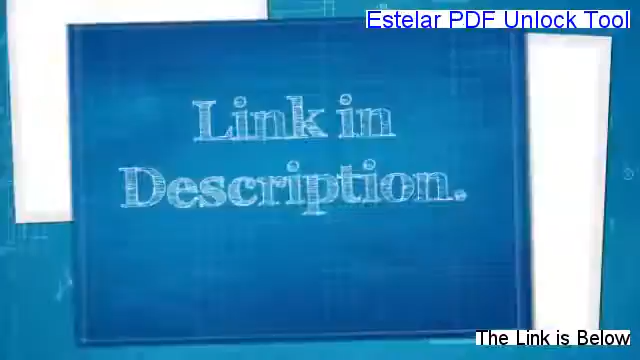 Estelar PDF Unlock Tool
Link in
Description.
The Link is Below